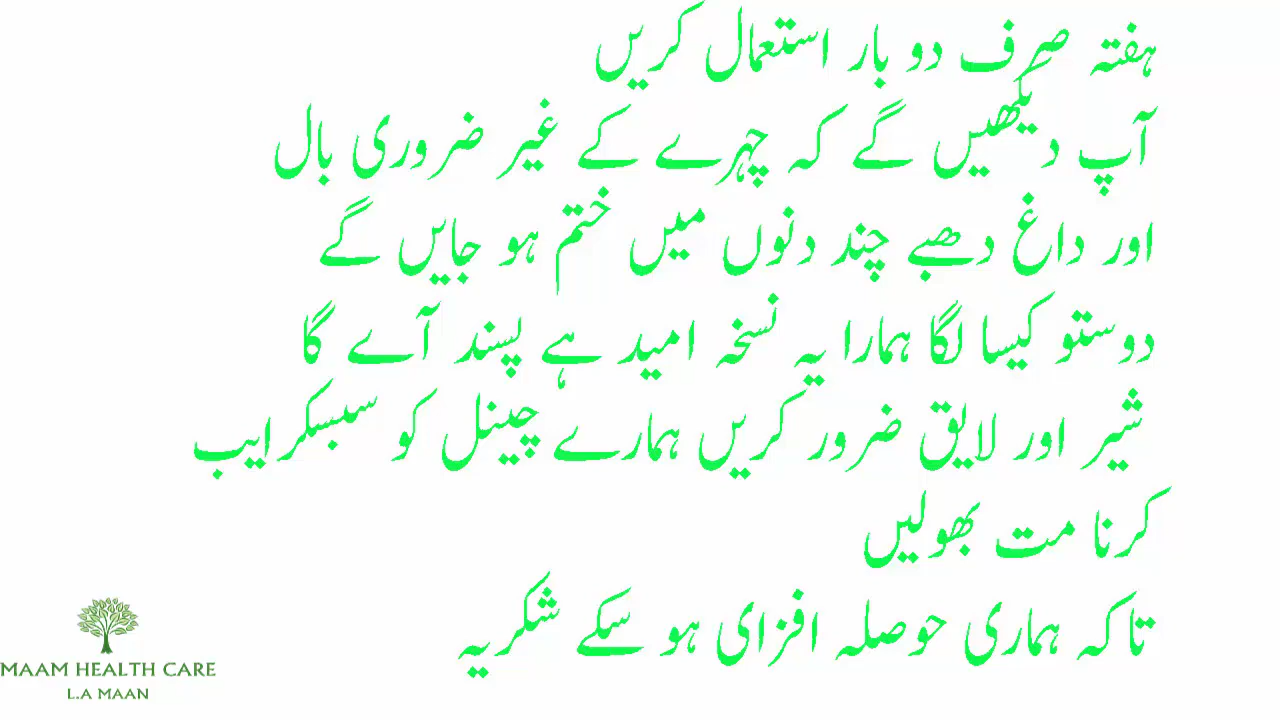 ہفتہ صرف دو بار استعمال کریں
آپ دیکھیں گے کہ چہرے کے غیر ضروری بال
اور داغ دھبے چند دنوں میں ختم ہو جایں گے
دوستو کیسا لگا ہمارا یہ نسخہ امید ہے پسند آے گا
شیر اور لایق ضرور کریں ہمارے چینل کو سبسکرایب
کرنا مت بھولیں
تاکہ ہماری حوصلہ افزای ہو سکے شکریہ
MAAM HEALTH CARE
L.A MAAN